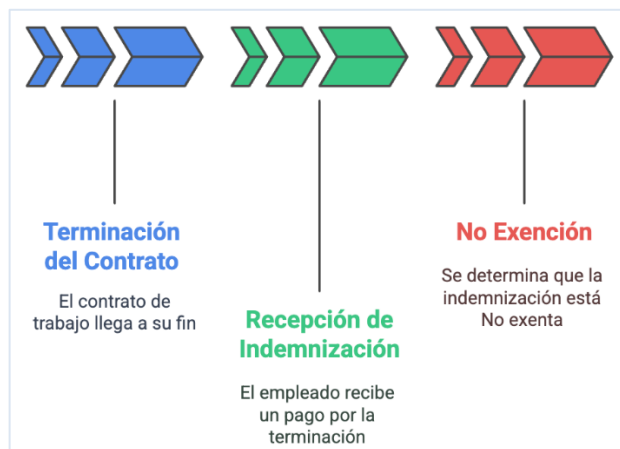 Terminación
del Contrato
El contrato de
trabajo llega a su fin
Recepción de
Indemnización
El empleado recibe
un pago por la
terminación
No Exención
Se determina que la
indemnización está
No exenta